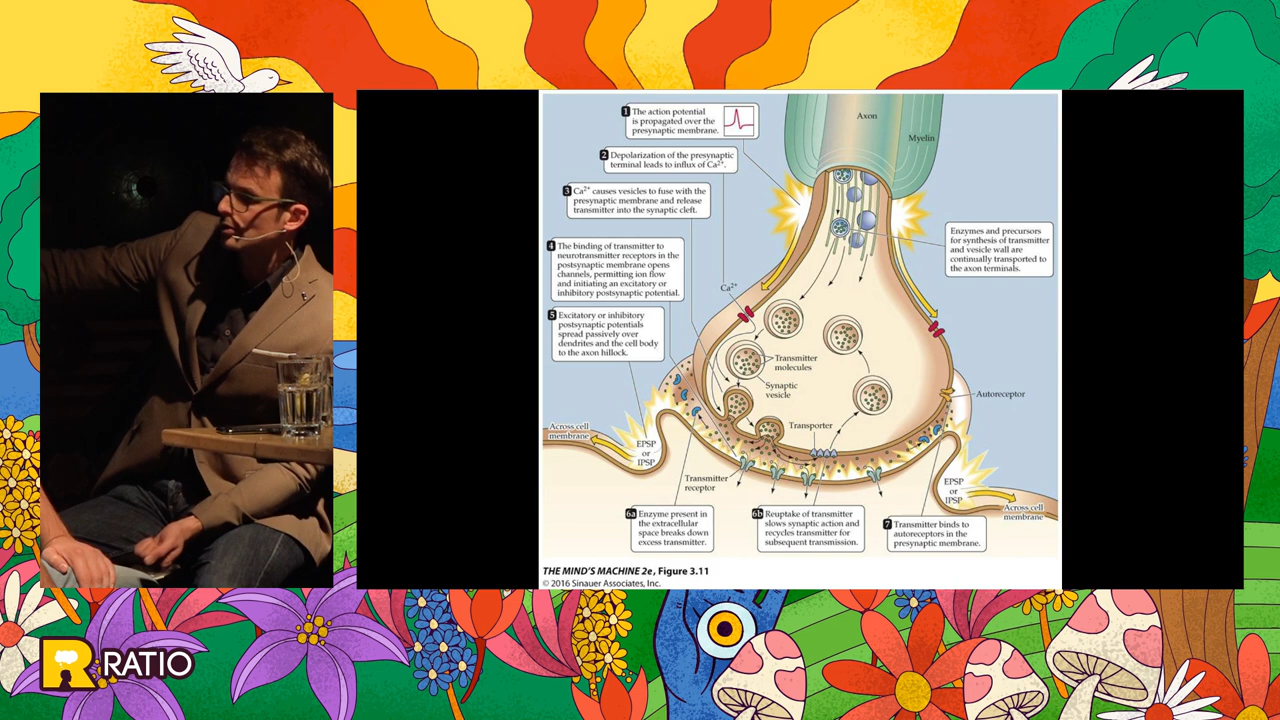 1 The action potential
is propagated over the
presynaptic membrane.
Axon
Myelin
2 Depolarization of the presynaptic
terminal leads to influx of Ca2+.
3 Ca2+ causes vesicles to fuse with the
presynaptic membrane and release
transmitter into the synaptic cleft.
4 The binding of transmitter to
neurotransmitter receptors in the
postsynaptic membrane opens
channels, permitting ion flow
and initiating an excitatory or
inhibitory postsynaptic potential.
Enzymes and precursors
for synthesis of transmitter
and vesicle wall are
continually transported to
the axon terminals.
Ca2+
5 Excitatory or inhibitory
postsynaptic potentials
spread passively over
dendrites and the cell body
to the axon hillock.
Transmitter
molecules
Synaptic
vesicle
Autoreceptor
Transporter
Across cell
membrane
EPSP
or
IPSP
Transmitter
receptor
EPSP
or
IPSP
Across cell
membrane
6a Enzyme present in
the extracellular
space breaks down
excess transmitter.
6b Reuptake of transmitter
slows synaptic action and
recycles transmitter for
subsequent transmission.
7 Transmitter binds to
autoreceptors in the
presynaptic membrane.
THE MIND'S MACHINE 2e, Figure 3.11
© 2016 Sinauer Associates, Inc.
R RATIO